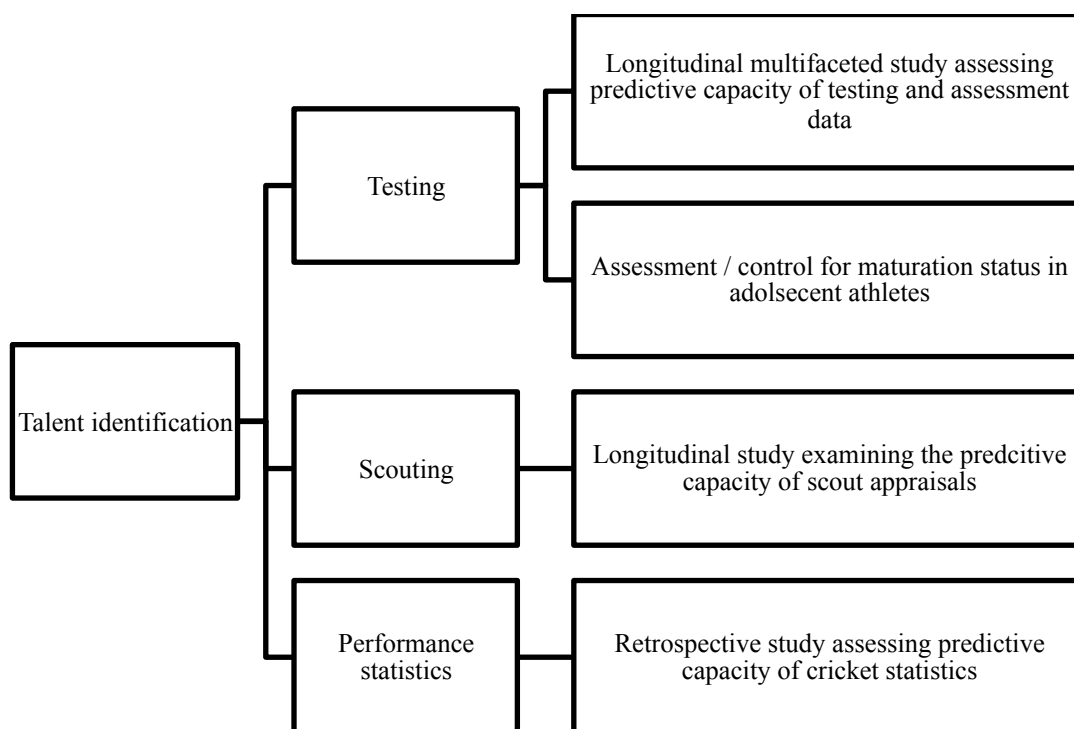 Longitudinal multifaceted study assessing
predictive capacity of testing and assessment
data
Testing
Assessment / control for maturation status in
adolsecent athletes
Talent identification
Scouting
Longitudinal study examining the predcitive
capacity of scout appraisals
Performance
statistics
Retrospective study assessing predictive
capacity of cricket statistics